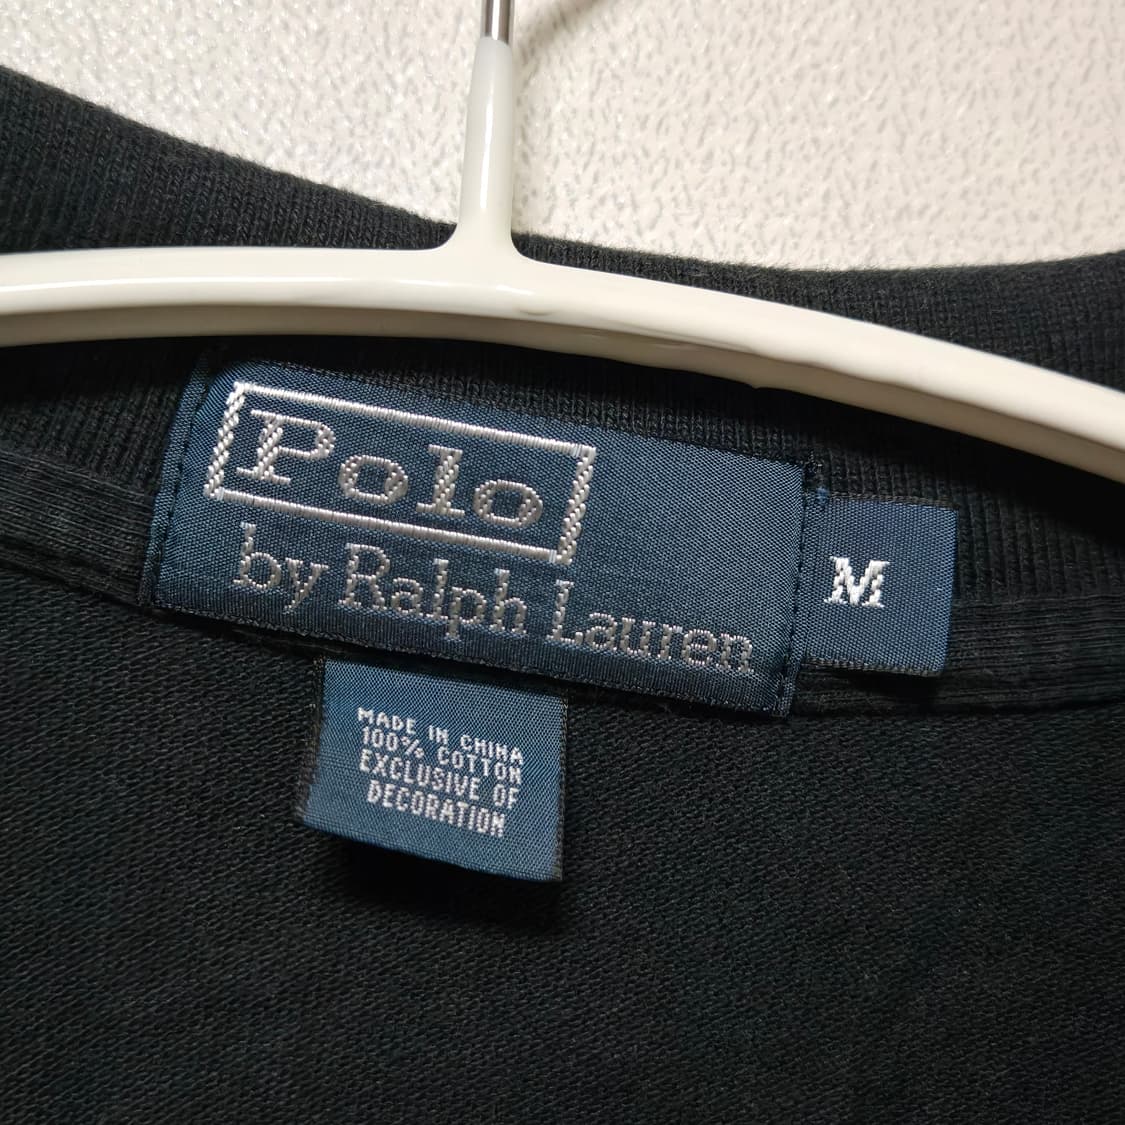 Polo
by Ralph Lauren
M
MADE IN CHINA
100% COTTON
EXCLUSIVE OF
DECORATION